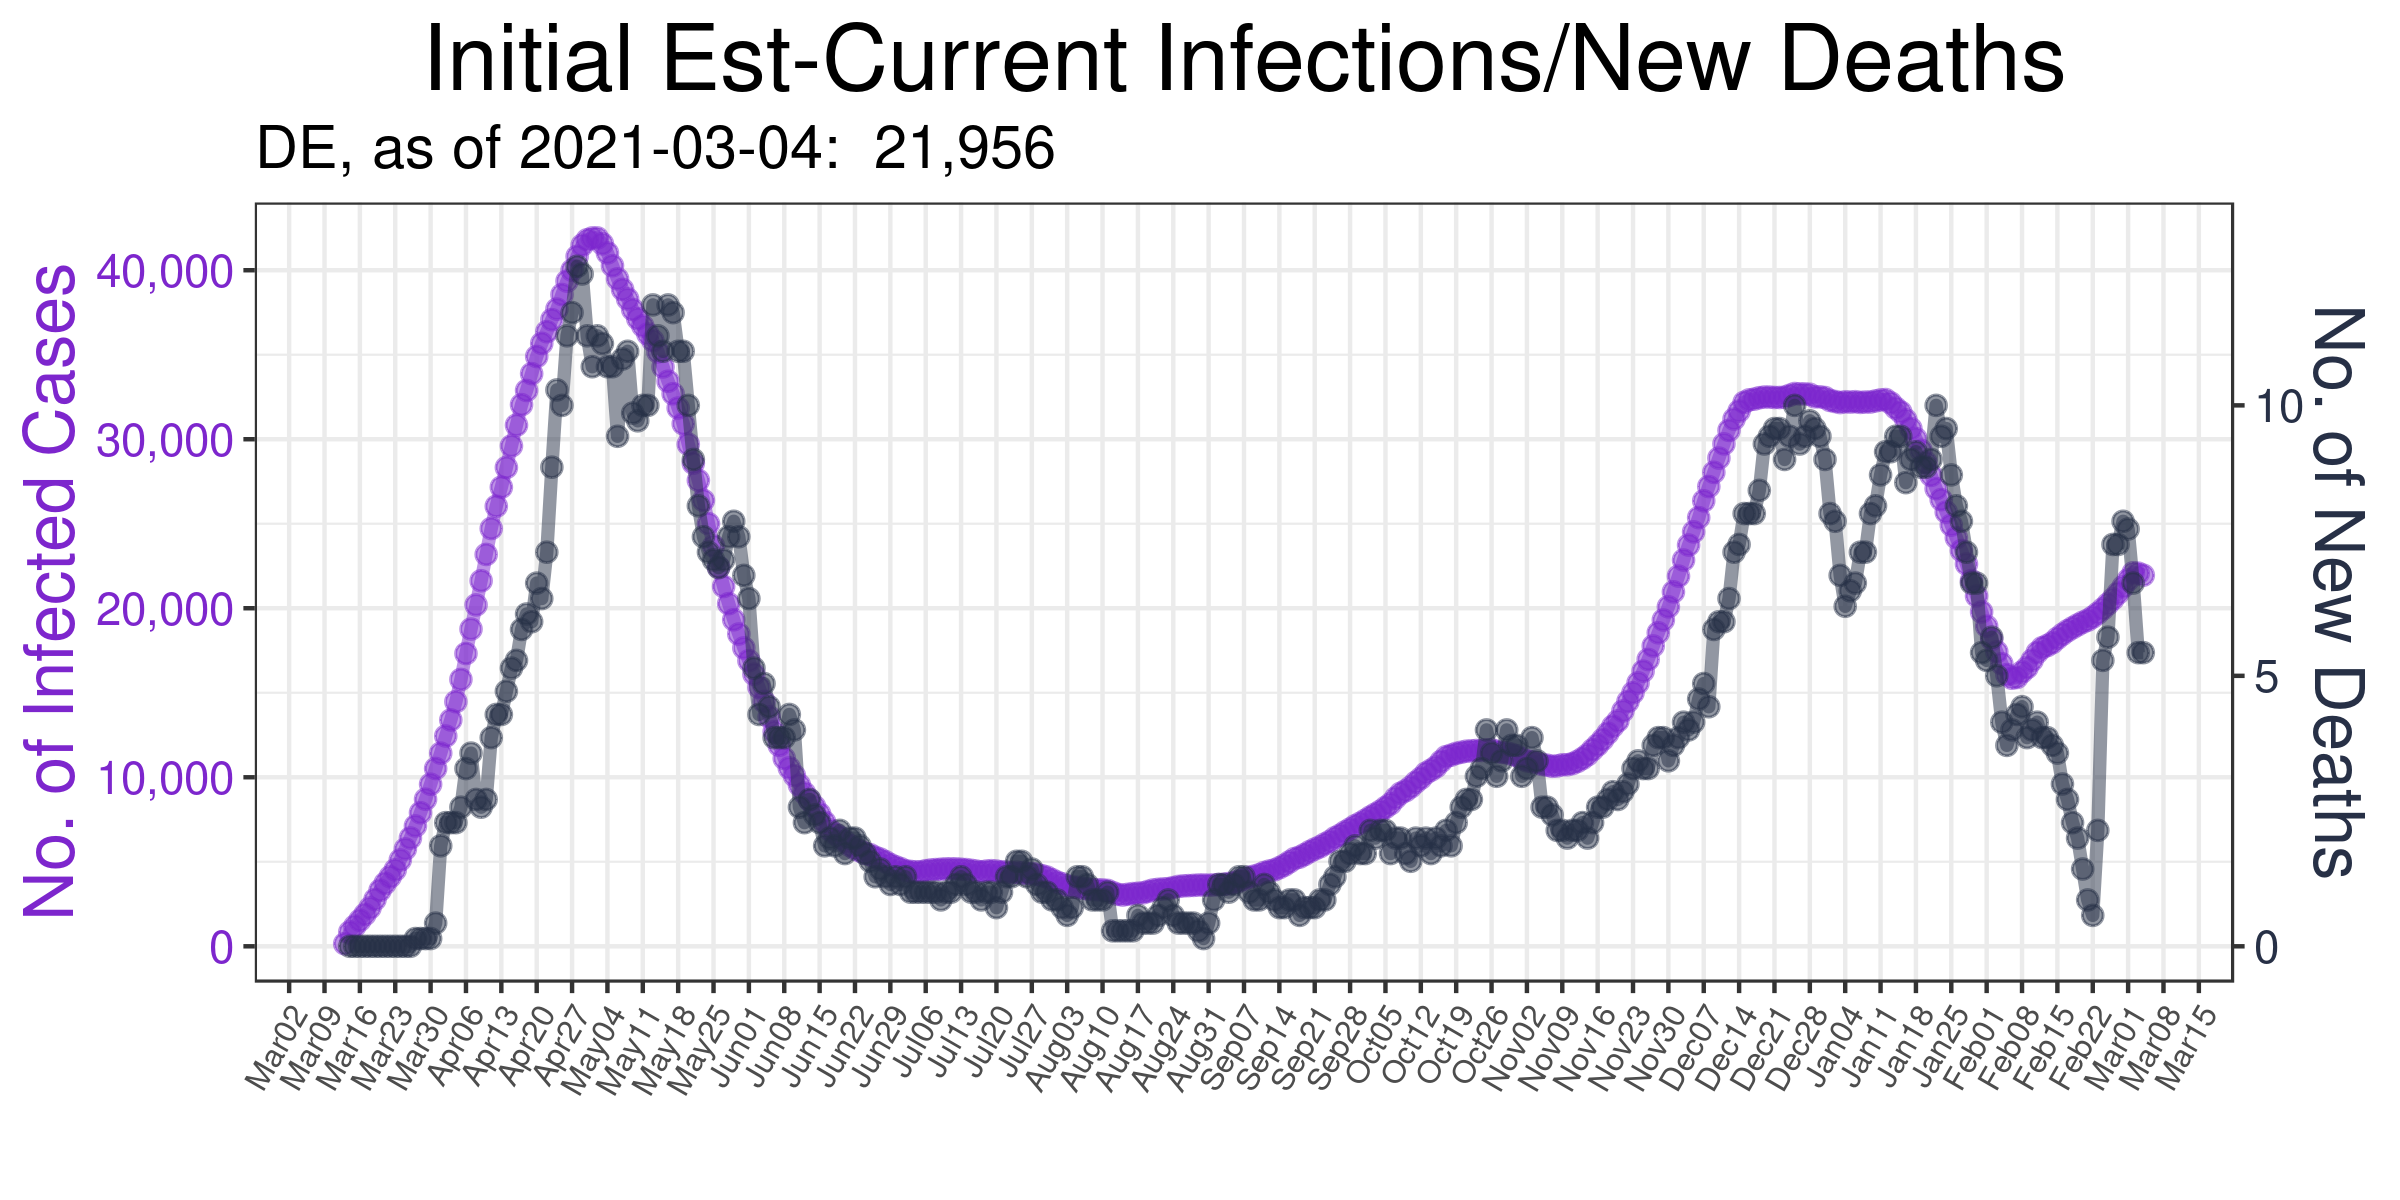 Initial Est-Current Infections/New Deaths
DE, as of 2021-03-04: 21,956
No. of Infected Cases
40,000
30,000
20,000
10,000
0
No. of New Deaths
10
5
0
Mar02
Mar09
Mar16
Mar23
Mar30
Apr06
Apr13
Apr20
Apr27
May04
May11
May18
May25
Jun01
Jun08
Jun15
Jun22
Jun29
Jul06
Jul13
Jul20
Jul27
Aug03
Aug10
Aug17
Aug24
Aug31
Sep07
Sep14
Sep21
Sep28
Oct05
Oct12
Oct19
Oct26
Nov02
Nov09
Nov16
Nov23
Nov30
Dec07
Dec14
Dec21
Dec28
Jan04
Jan11
Jan18
Jan25
Feb01
Feb08
Feb15
Feb22
Mar01
Mar08
Mar15